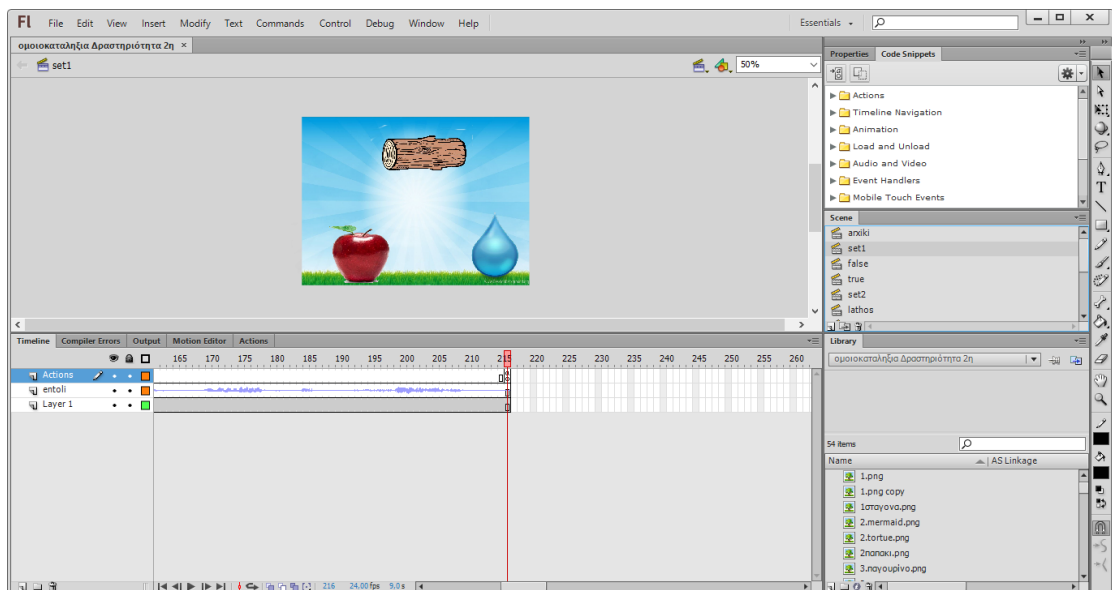 Fl File Edit View Insert Modify Text Commands Control Debug Window Help Essentials
ομοιοκαταληξια Δραστηριότητα 2η ×
set1 50%
Properties Code Snippets
Actions
Timeline Navigation
Animation
Load and Unload
Audio and Video
Event Handlers
Mobile Touch Events
Scene
arxiki
set1
false
true
set2
lathos
Timeline Compiler Errors Output Motion Editor Actions
165 170 175 180 185 190 195 200 205 210 215 220 225 230 235 240 245 250 255 260
Actions
entoli
Layer 1
216 24.00 fps 9.0 s
Library
ομοιοκαταληξια Δραστηριότητα 2η
54 items
Name AS Linkage
1.png
1.png copy
1σταγονα.png
2.mermaid.png
2.tortue.png
2παπακι.png
3.παγουρίνο.png